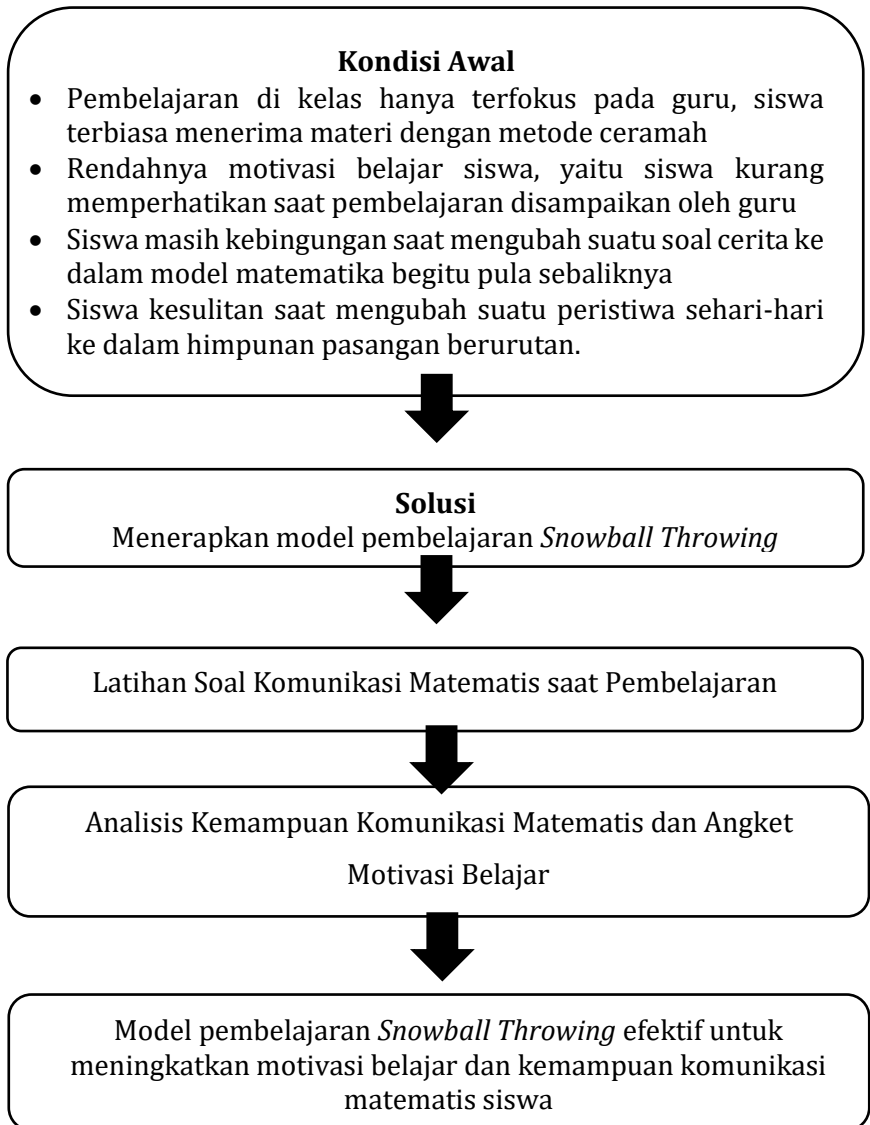 Kondisi Awal
• Pembelajaran di kelas hanya terfokus pada guru, siswa
terbiasa menerima materi dengan metode ceramah
• Rendahnya motivasi belajar siswa, yaitu siswa kurang
memperhatikan saat pembelajaran disampaikan oleh guru
• Siswa masih kebingungan saat mengubah suatu soal cerita ke
dalam model matematika begitu pula sebaliknya
• Siswa kesulitan saat mengubah suatu peristiwa sehari-hari
ke dalam himpunan pasangan berurutan.
Solusi
Menerapkan model pembelajaran Snowball Throwing
Latihan Soal Komunikasi Matematis saat Pembelajaran
Analisis Kemampuan Komunikasi Matematis dan Angket
Motivasi Belajar
Model pembelajaran Snowball Throwing efektif untuk
meningkatkan motivasi belajar dan kemampuan komunikasi
matematis siswa